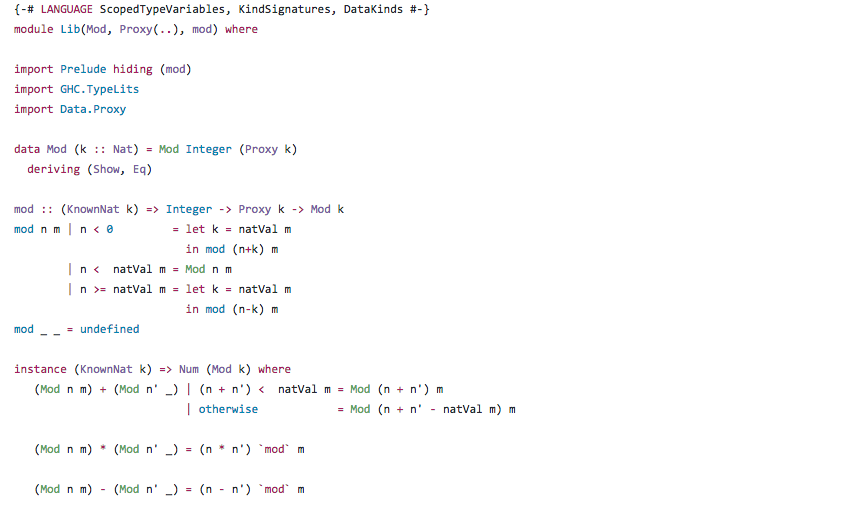 {-# LANGUAGE ScopedTypeVariables, KindSignatures, DataKinds #-}
module Lib(Mod, Proxy(..), mod) where

import Prelude hiding (mod)
import GHC.TypeLits
import Data.Proxy

data Mod (k :: Nat) = Mod Integer (Proxy k)
  deriving (Show, Eq)

mod :: (KnownNat k) => Integer -> Proxy k -> Mod k
mod n m | n < 0         = let k = natVal m
                          in mod (n+k) m
        | n <  natVal m = Mod n m
        | n >= natVal m = let k = natVal m
                          in mod (n-k) m
mod _ _ = undefined

instance (KnownNat k) => Num (Mod k) where
   (Mod n m) + (Mod n' _) | (n + n') <  natVal m = Mod (n + n') m
                          | otherwise            = Mod (n + n' - natVal m) m

   (Mod n m) * (Mod n' _) = (n * n') `mod` m

   (Mod n m) - (Mod n' _) = (n - n') `mod` m